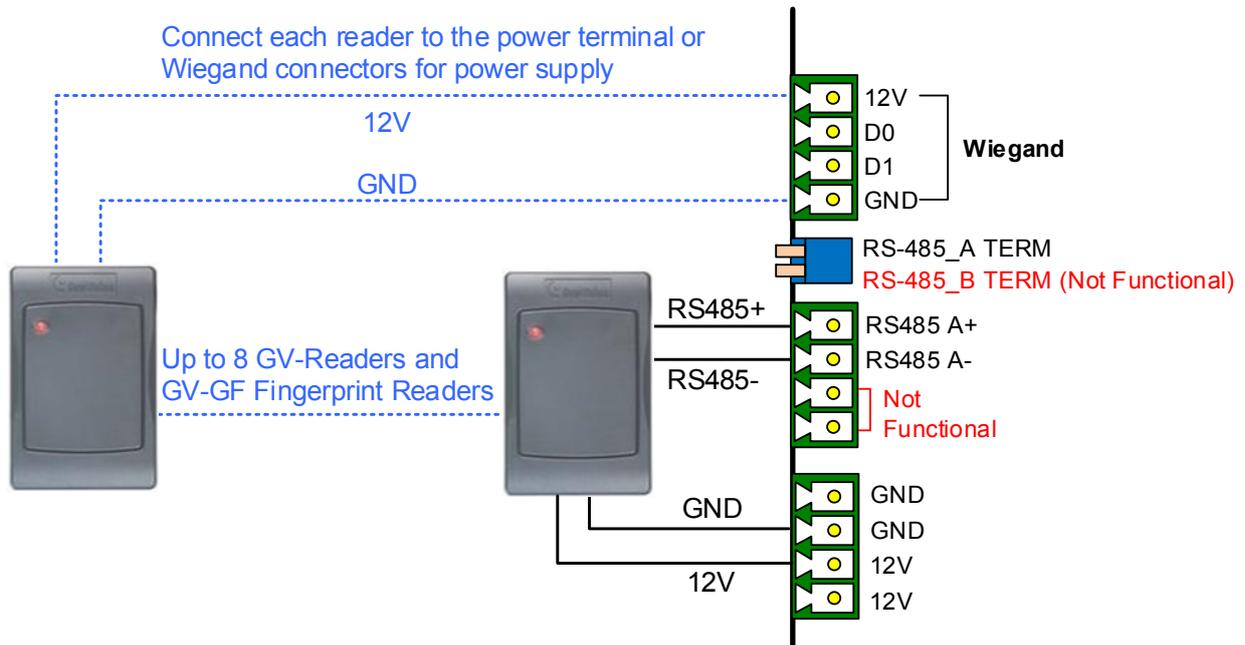 Connect each reader to the power terminal or
Wiegand connectors for power supply
12V
GND
12V
D0
D1
GND
Wiegand
RS-485_A TERM
RS-485_B TERM (Not Functional)
RS485+
RS485-
RS485 A+
RS485 A-
Not
Functional
Up to 8 GV-Readers and
GV-GF Fingerprint Readers
GND
12V
GND
GND
12V
12V